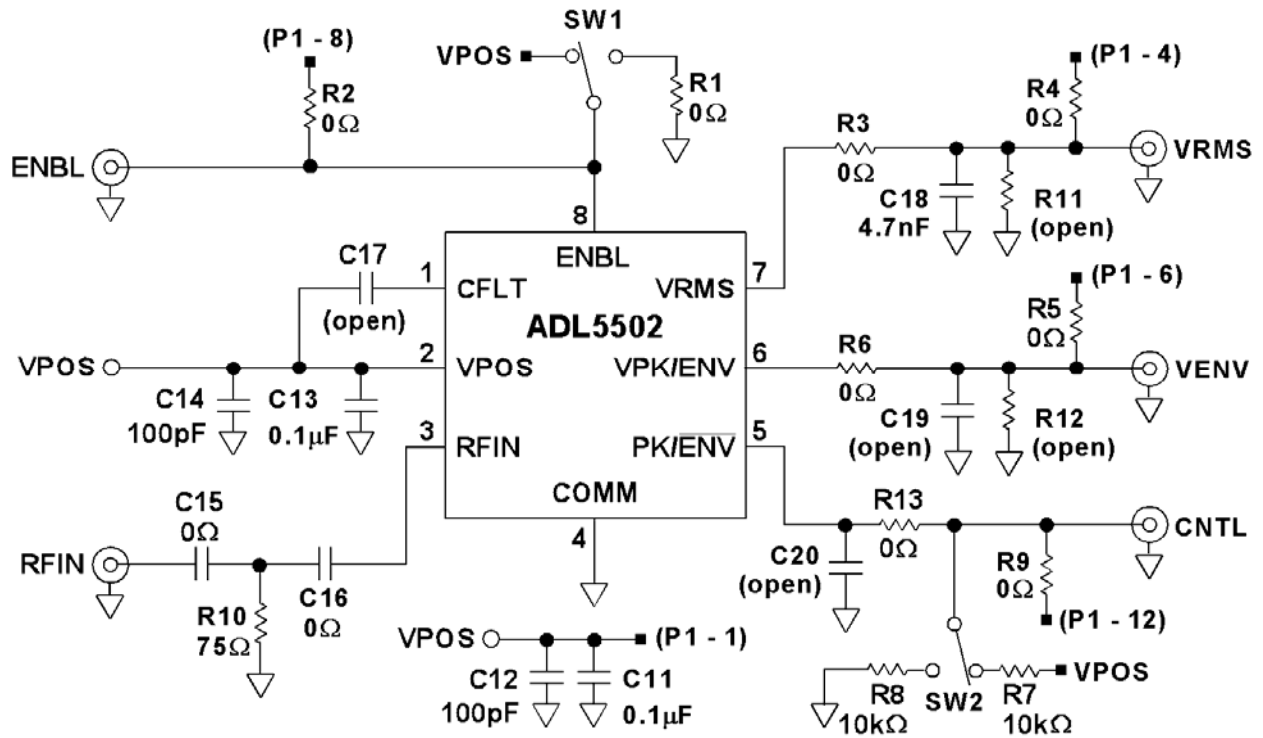 SW1
(P1 - 8)
VPOS
R2
0Ω
R1
0Ω
(P1 - 4)
R4
0Ω
R3
0Ω
ENBL
VRMS
C18
4.7nF
R11
(open)
8
ENBL
C17
(open)
1
CFLT
VRMS
7
ADL5502
(P1 - 6)
R5
0Ω
R6
0Ω
VPOS
2
VPOS
VPK/ENV
6
VENV
C14
100pF
C13
0.1μF
C19
(open)
R12
(open)
3
RFIN
PK/ENV
5
COMM
4
C15
0Ω
RFIN
R10
75Ω
C16
0Ω
R13
0Ω
CNTL
C20
(open)
R9
0Ω
(P1 - 12)
VPOS
(P1 - 1)
C12
100pF
C11
0.1μF
R8
10kΩ
SW2
R7
10kΩ
VPOS